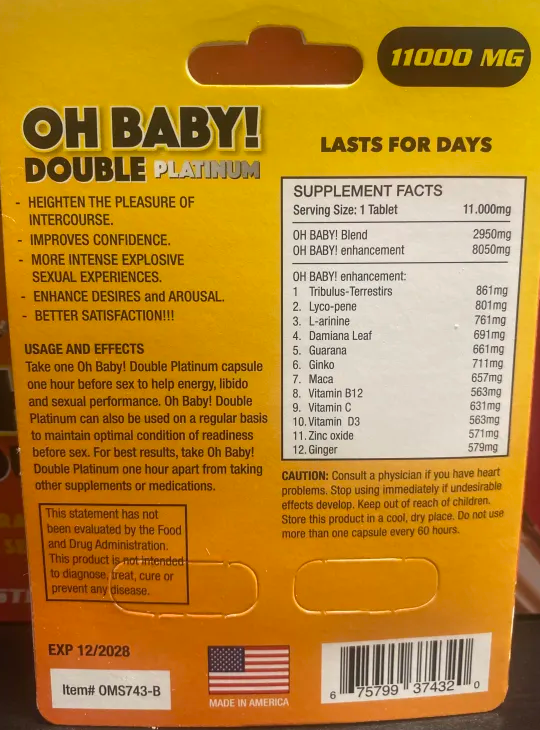 11000 MG
OH BABY!
DOUBLE PLATINUM
LASTS FOR DAYS
- HEIGHTEN THE PLEASURE OF
INTERCOURSE.
- IMPROVES CONFIDENCE.
- MORE INTENSE EXPLOSIVE
SEXUAL EXPERIENCES.
- ENHANCE DESIRES and AROUSAL.
- BETTER SATISFACTION!!!
USAGE AND EFFECTS
Take one Oh Baby! Double Platinum capsule
one hour before sex to help energy, libido
and sexual performance. Oh Baby! Double
Platinum can also be used on a regular basis
to maintain optimal condition of readiness
before sex. For best results, take Oh Baby!
Double Platinum one hour apart from taking
other supplements or medications.
This statement has not
been evaluated by the Food
and Drug Administration.
This product is not intended
to diagnose, treat, cure or
prevent any disease.
SUPPLEMENT FACTS
Serving Size: 1 Tablet 11.000mg
OH BABY! Blend 2950mg
OH BABY! enhancement 8050mg
OH BABY! enhancement:
1 Tribulus-Terrestirs 861mg
2. Lyco-pene 801mg
3. L-arinine 761mg
4. Damiana Leaf 691mg
5. Guarana 661mg
6. Ginko 711mg
7. Maca 657mg
8. Vitamin B12 563mg
9. Vitamin C 631mg
10. Vitamin D3 563mg
11. Zinc oxide 571mg
12. Ginger 579mg
CAUTION: Consult a physician if you have heart
problems. Stop using immediately if undesirable
effects develop. Keep out of reach of children.
Store this product in a cool, dry place. Do not use
more than one capsule every 60 hours.
EXP 12/2028
Item# OMS743-B
MADE IN AMERICA
6 75799 37432 0